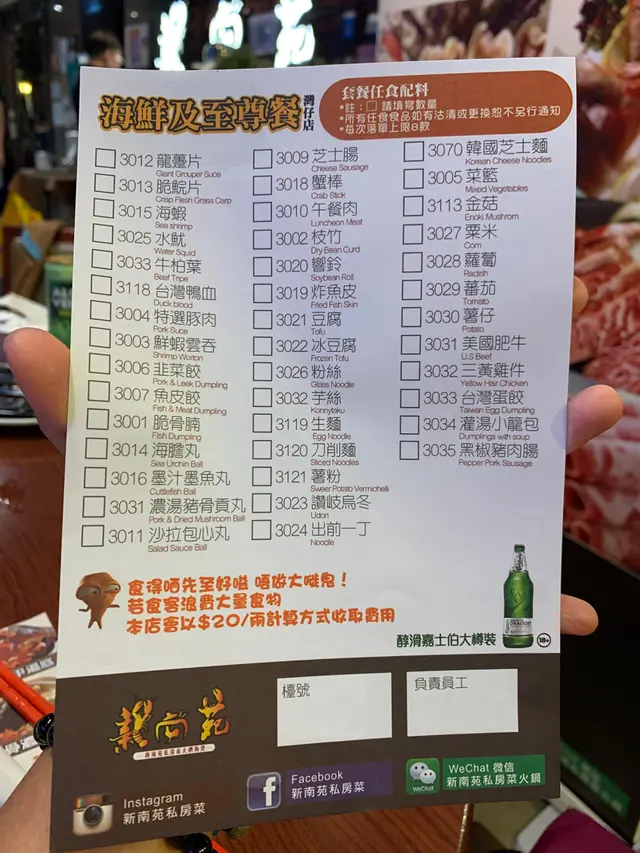 海鮮及至尊餐
灣仔店
套餐任食配料
*註:□ 請填寫數量
*所有任食食品如有沽清或更換恕不另行通知
*每次落單上限8款
3012 龍躉片
Giant Grouper Suce
3013 脆鯇片
Crisp Flesh Grass Carp
3015 海蝦
Sea shrimp
3025 水魷
Water Squid
3033 牛柏葉
Beef Tripe
3118 台灣鴨血
Duck blood
3004 特選豚肉
Pork Suce
3003 鮮蝦雲吞
Shrimp Wonton
3006 韭菜餃
Pork & Leek Dumpling
3007 魚皮餃
Fish & Meat Dumpling
3001 脆骨腩
Fish Dumpling
3014 海膽丸
Sea Urchin Ball
3016 墨汁墨魚丸
Cuttlefish Ball
3031 濃湯豬骨貢丸
Pork & Dried Mushroom Ball
3011 沙拉包心丸
Salad Sauce Ball
3009 芝士腸
Cheese Sausage
3018 蟹棒
Crab Stick
3010 午餐肉
Luncheon Meat
3002 枝竹
Dry Bean Curd
3020 響鈴
Soybean Roll
3019 炸魚皮
Fried Fish Skin
3021 豆腐
Tofu
3022 冰豆腐
Frozen Tofu
3026 粉絲
Glass Noodle
3032 芋絲
Konnytaku
3119 生麵
Egg Noodle
3120 刀削麵
Sliced Noodles
3121 薯粉
Sweet Potato Vermichelli
3023 讚岐烏冬
Udon
3024 出前一丁
Noodle
3070 韓國芝士麵
Korean Cheese Noodles
3005 菜籃
Mixed Vegetables
3113 金菇
Enoki Mushrom
3027 粟米
Corn
3028 蘿蔔
Radish
3029 蕃茄
Tomato
3030 薯仔
Potato
3031 美國肥牛
U.S Beef
3032 三黃雞件
Yellow Hair Chicken
3033 台灣蛋餃
Taiwan Egg Dumpling
3034 灌湯小籠包
Dumplings with soup
3035 黑椒豬肉腸
Pepper Pork Sausage
食得哂先至好嗌 唔做大嘥鬼!
若食客浪費大量食物
本店會以$20/兩計算方式收取費用
醇滑嘉士伯大樽裝
18+
新尚苑
檯號
負責員工
Instagram
新南苑私房菜
Facebook
新南苑私房菜
WeChat
WeChat 微信
新南苑私房菜火鍋